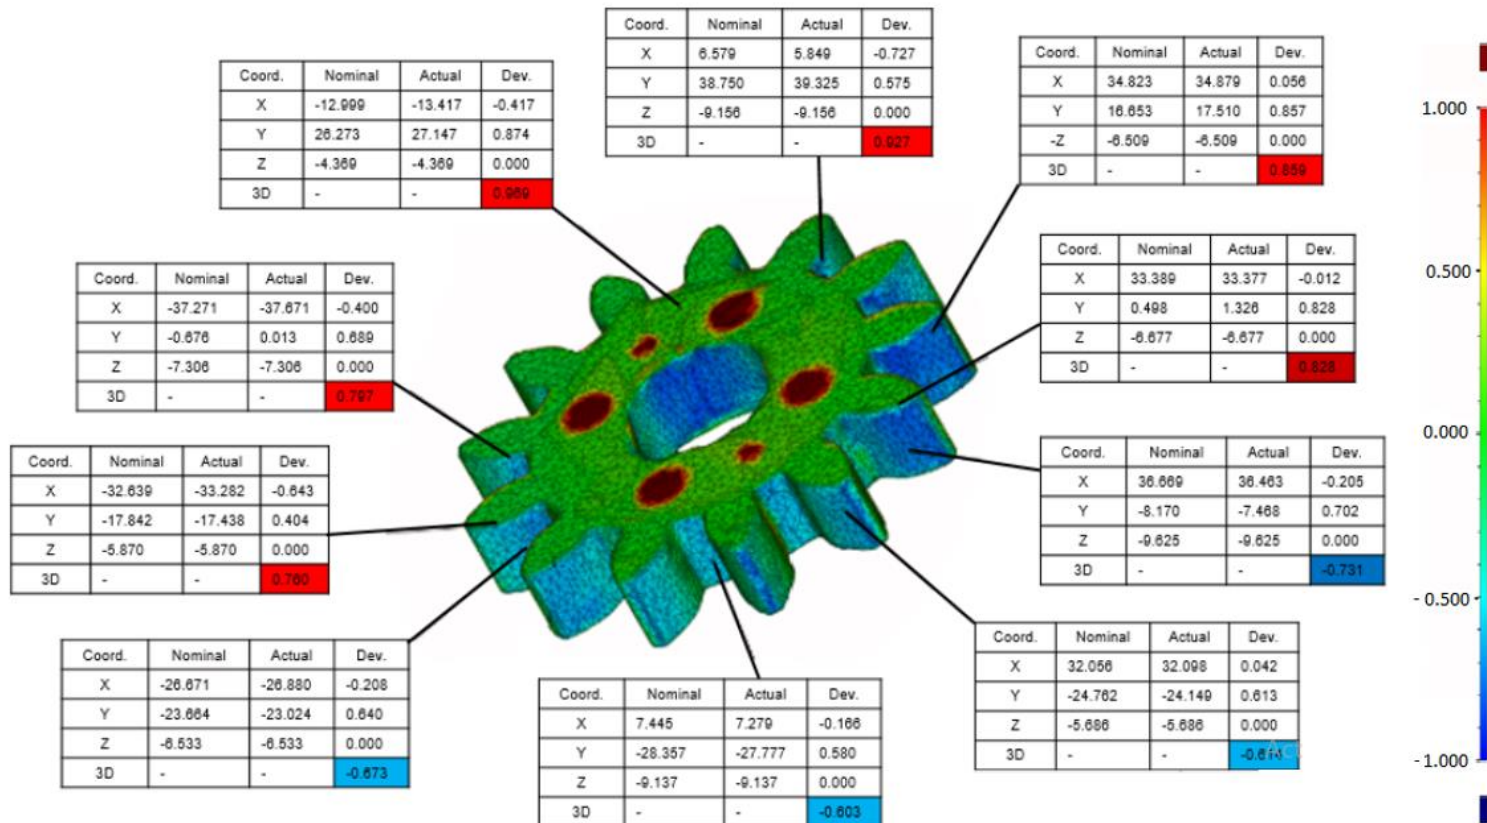 Coord. Nominal Actual Dev.
X 6.579 5.849 -0.727
Y 38.750 39.325 0.575
Z -9.156 -9.156 0.000
3D - - 0.927
Coord. Nominal Actual Dev.
X -12.999 -13.417 -0.417
Y 26.273 27.147 0.874
Z -4.369 -4.369 0.000
3D - - 0.969
Coord. Nominal Actual Dev.
X 34.823 34.879 0.056
Y 16.653 17.510 0.857
-Z -6.509 -6.509 0.000
3D - - 0.859
Coord. Nominal Actual Dev.
X -37.271 -37.671 -0.400
Y -0.676 0.013 0.689
Z -7.306 -7.306 0.000
3D - - 0.797
Coord. Nominal Actual Dev.
X 33.389 33.377 -0.012
Y 0.498 1.326 0.828
Z -6.677 -6.677 0.000
3D - - 0.828
Coord. Nominal Actual Dev.
X -32.639 -33.282 -0.643
Y -17.842 -17.438 0.404
Z -5.870 -5.870 0.000
3D - - 0.760
Coord. Nominal Actual Dev.
X 36.669 36.463 -0.205
Y -8.170 -7.468 0.702
Z -9.625 -9.625 0.000
3D - - -0.731
Coord. Nominal Actual Dev.
X -26.671 -26.880 -0.208
Y -23.664 -23.024 0.640
Z -6.533 -6.533 0.000
3D - - -0.673
Coord. Nominal Actual Dev.
X 7.445 7.279 -0.166
Y -28.357 -27.777 0.580
Z -9.137 -9.137 0.000
3D - - -0.603
Coord. Nominal Actual Dev.
X 32.056 32.098 0.042
Y -24.762 -24.149 0.613
Z -5.686 -5.686 0.000
3D - -
1.000
0.500
0.000
- 0.500
- 1.000